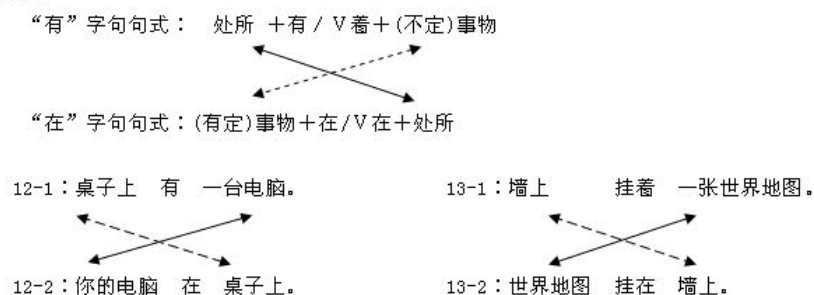 “有”字句句式： 处所 ＋有 / V着＋(不定)事物
“在”字句句式：(有定)事物＋在/V在＋处所
12-1：桌子上 有 一台电脑。 13-1：墙上 挂着 一张世界地图。
12-2：你的电脑 在 桌子上。 13-2：世界地图 挂在 墙上。